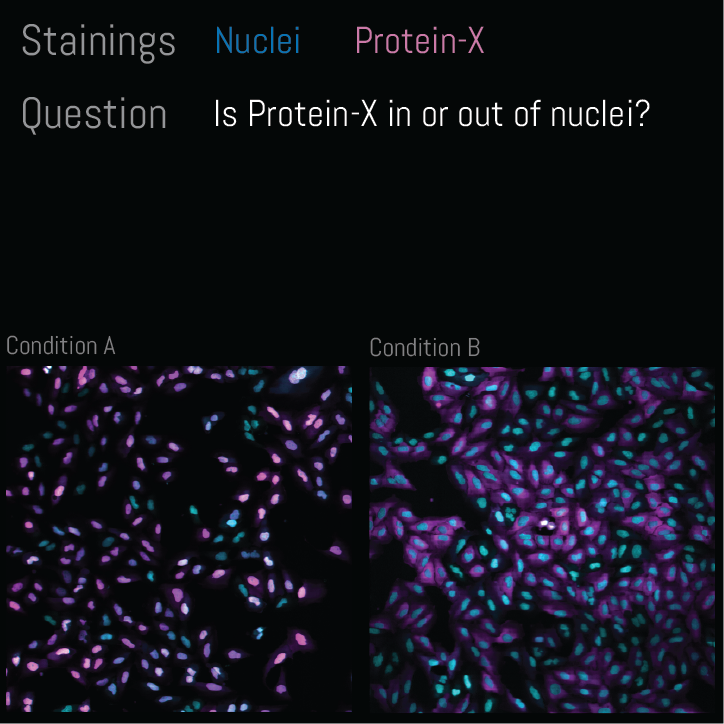 Stainings Nuclei Protein-X
Question Is Protein-X in or out of nuclei?
Condition A Condition B